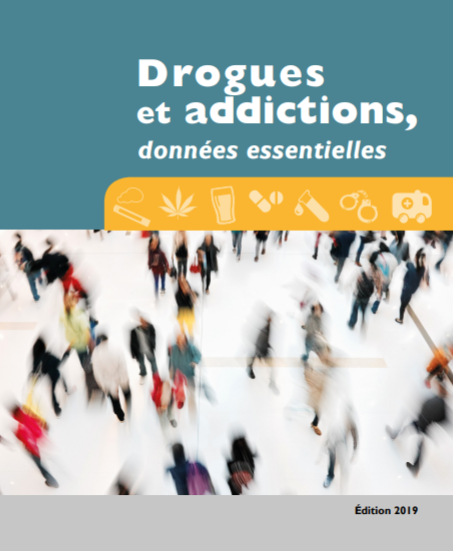 Drogues
et addictions,
données essentielles
Édition 2019